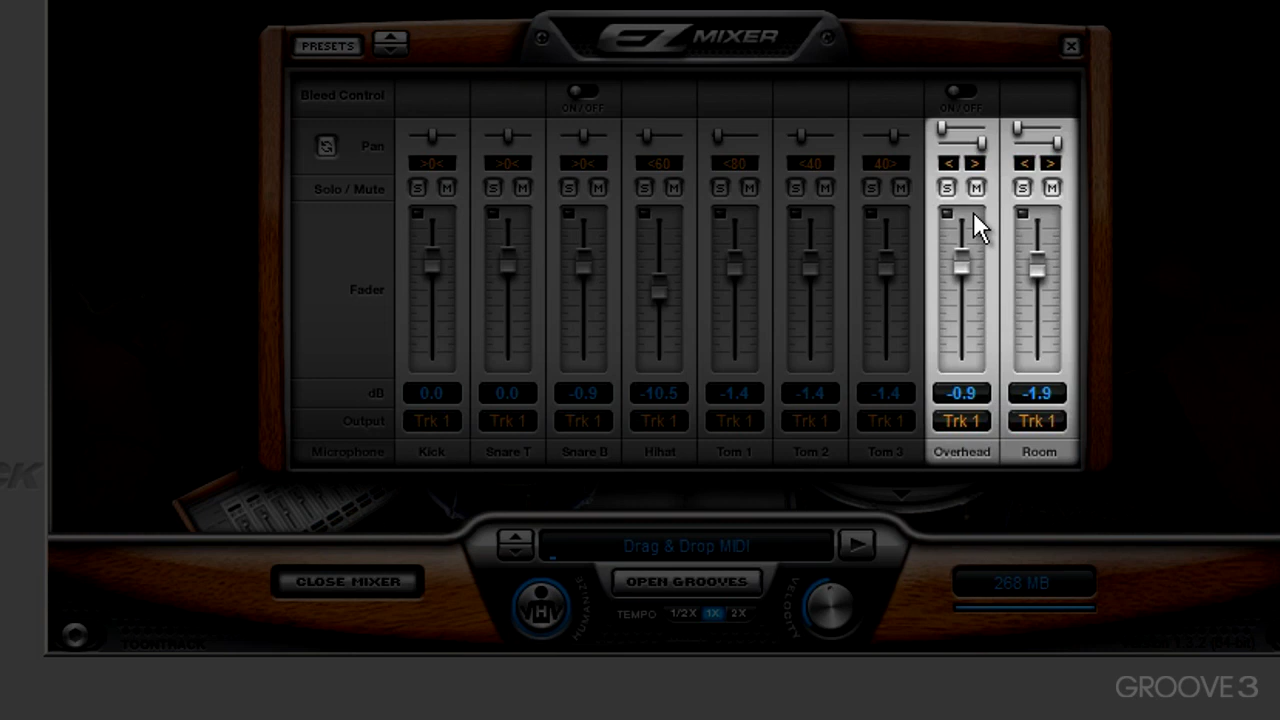 EZ MIXER
PRESETS
Bleed Control
ON/OFF ON/OFF
Pan
>0< >0< >0< <60 <80 <40 40> < > < >
Solo / Mute S M S M S M S M S M S M S M S M S M
Fader
dB 0.0 0.0 -0.9 -10.5 -1.4 -1.4 -1.4 -0.9 -1.9
Output Trk 1 Trk 1 Trk 1 Trk 1 Trk 1 Trk 1 Trk 1 Trk 1 Trk 1
Microphone Kick Snare T Snare B Hihat Tom 1 Tom 2 Tom 3 Overhead Room
Drag & Drop MIDI
CLOSE MIXER
OPEN GROOVES
268 MB
HUMANIZE
VELOCITY
TEMPO 1/2X 1X 2X
TOONTRACK
GROOVE3